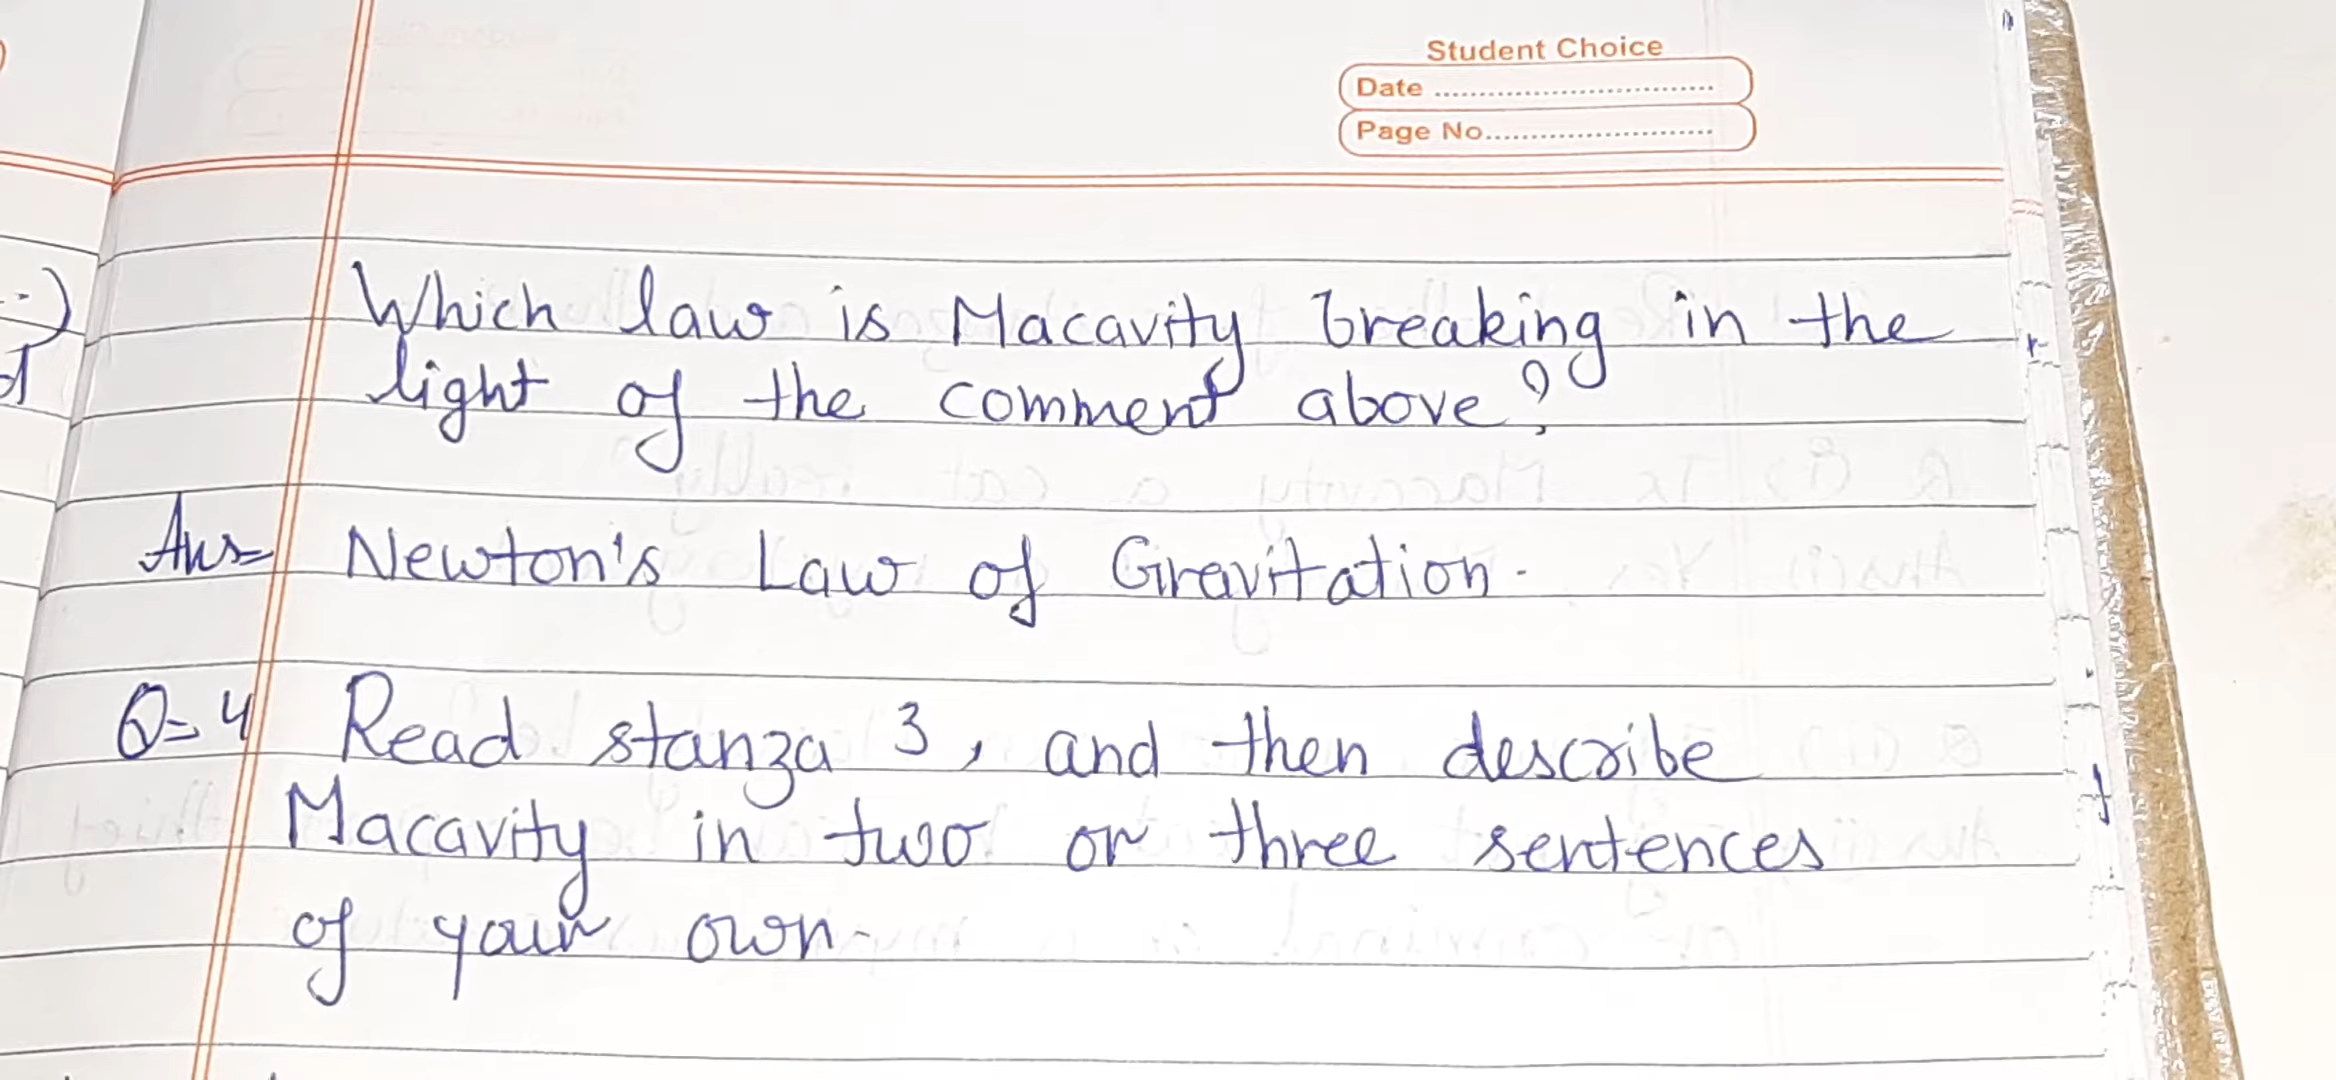 Student Choice
Date
Page No.
Which law is Macavity breaking in the
light of the comment above?
Ans= Newton's Law of Gravitation.
Q=4 Read stanza 3, and then describe
Macavity in two or three sentences
of your own.